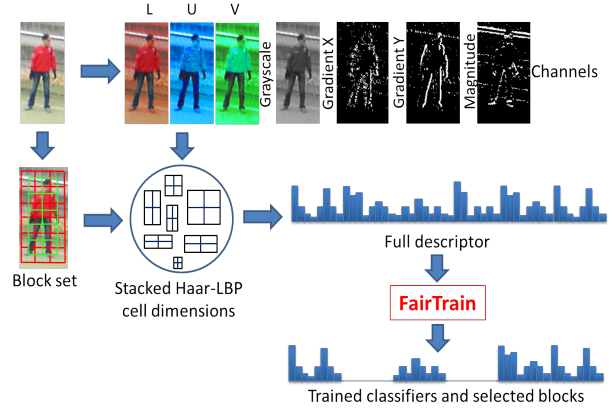 L U V
Grayscale
Gradient X
Gradient Y
Magnitude
Channels
Block set
Stacked Haar-LBP
cell dimensions
Full descriptor
FairTrain
Trained classifiers and selected blocks